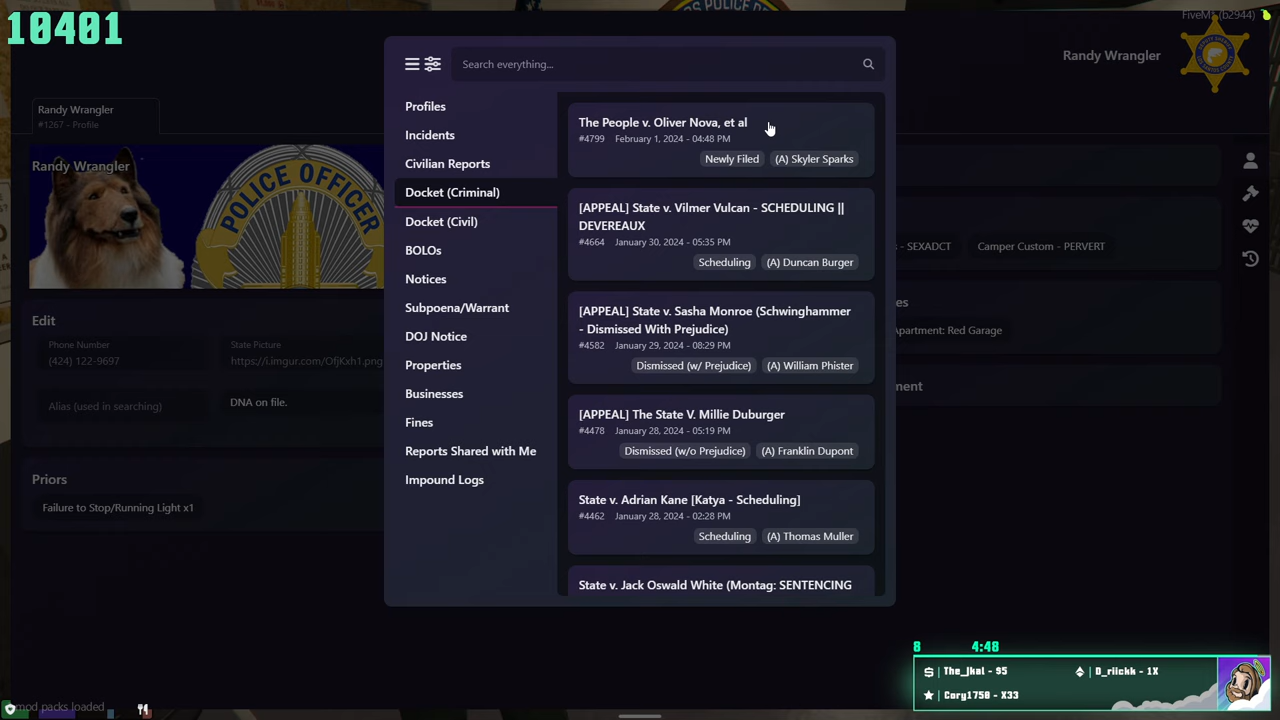 10401
FiveM® (b2944)
Randy Wrangler
Randy Wrangler
#1267 - Profile
Randy Wrangler
POLICE OFFICER
Search everything...
Profiles
Incidents
Civilian Reports
Docket (Criminal)
Docket (Civil)
BOLOs
Notices
Subpoena/Warrant
DOJ Notice
Properties
Businesses
Fines
Reports Shared with Me
Impound Logs
The People v. Oliver Nova, et al
#4799 February 1, 2024 - 04:48 PM
Newly Filed (A) Skyler Sparks
[APPEAL] State v. Vilmer Vulcan - SCHEDULING ||
DEVEREAUX
#4664 January 30, 2024 - 05:35 PM
Scheduling (A) Duncan Burger
[APPEAL] State v. Sasha Monroe (Schwinghammer
- Dismissed With Prejudice)
#4582 January 29, 2024 - 08:29 PM
Dismissed (w/ Prejudice) (A) William Phister
[APPEAL] The State V. Millie Duburger
#4478 January 28, 2024 - 05:19 PM
Dismissed (w/o Prejudice) (A) Franklin Dupont
State v. Adrian Kane [Katya - Scheduling]
#4462 January 28, 2024 - 02:28 PM
Scheduling (A) Thomas Muller
State v. Jack Oswald White (Montag: SENTENCING
Edit
Phone Number
(424) 122-9697
State Picture
https://i.imgur.com/OfjKxh1.png
Alias (used in searching)
DNA on file.
Priors
Failure to Stop/Running Light x1
- SEXADCT
Camper Custom - PERVERT
es
Apartment: Red Garage
ment
8 4:48
The_Jkal - 95
D_riickk - 1X
Cory1758 - X33
mod packs loaded